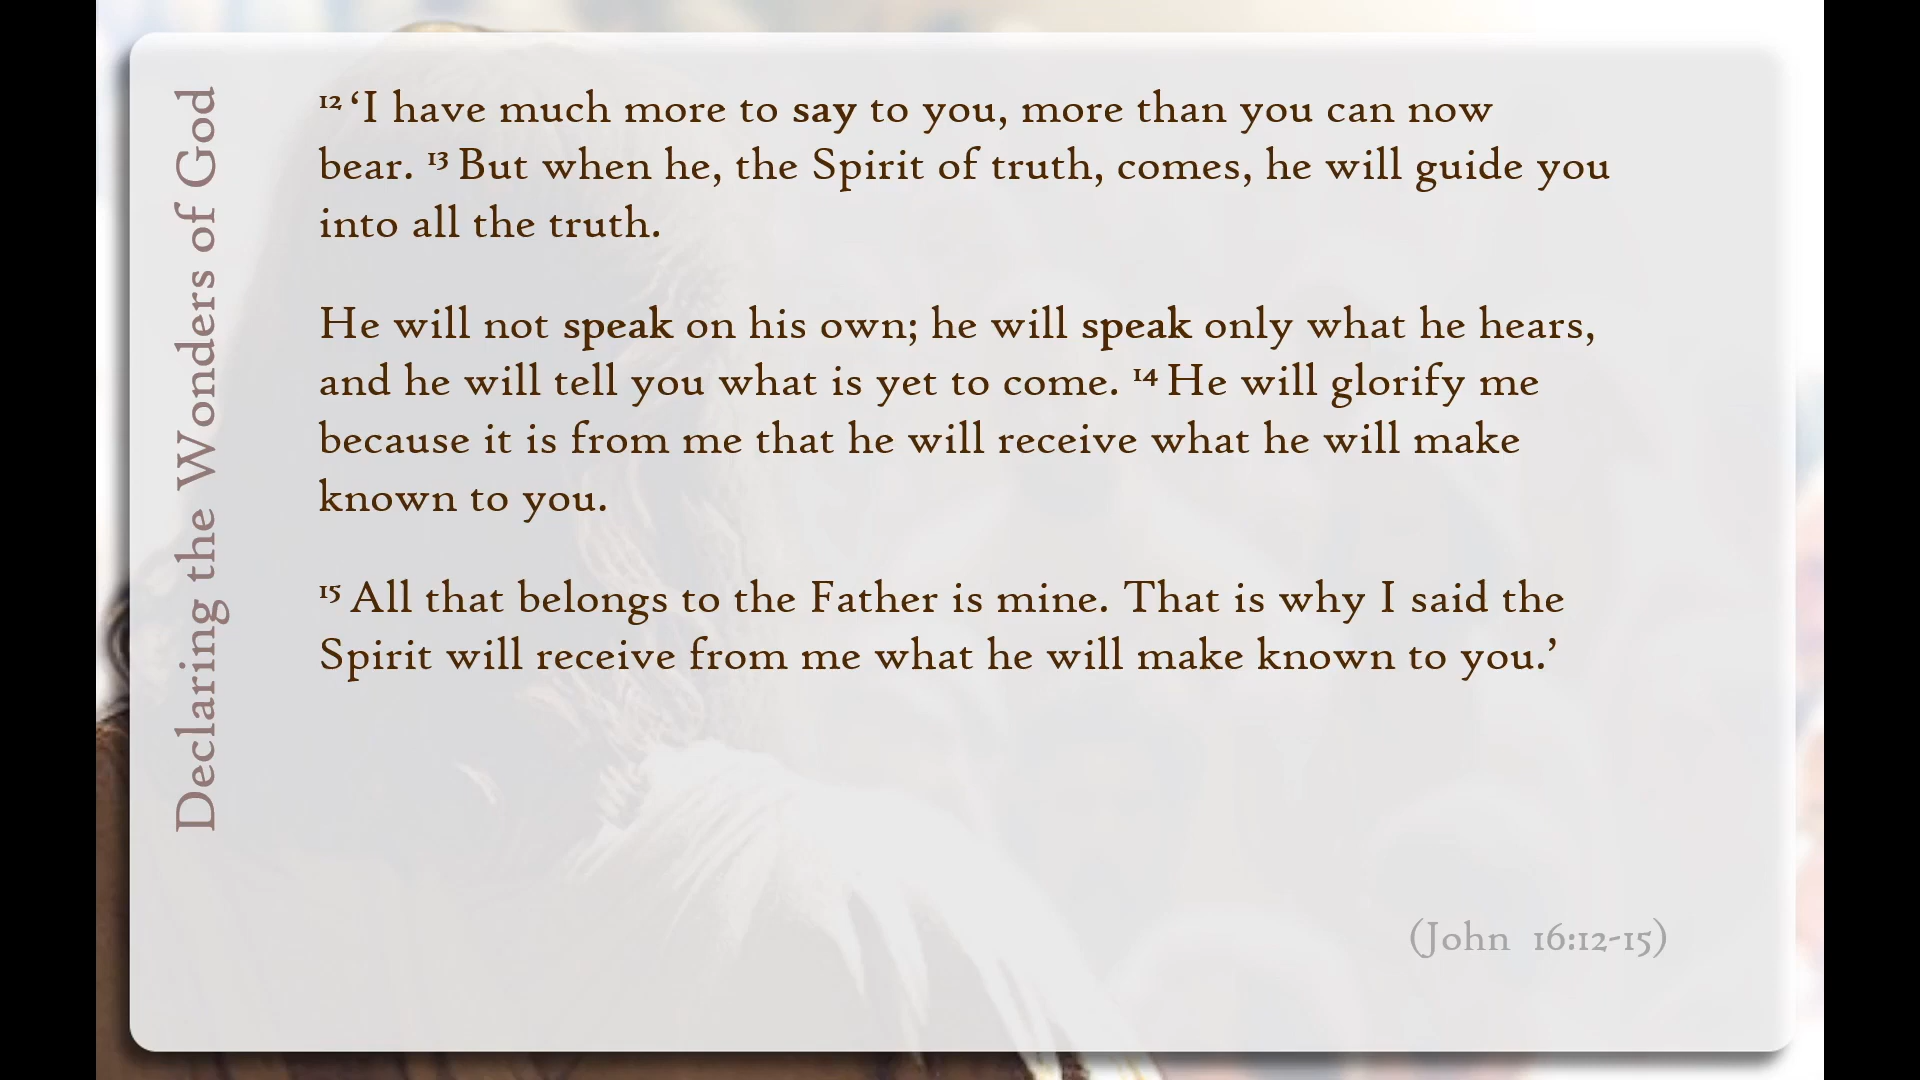 Declaring the Wonders of God
12 ‘I have much more to say to you, more than you can now
bear. 13 But when he, the Spirit of truth, comes, he will guide you
into all the truth.
He will not speak on his own; he will speak only what he hears,
and he will tell you what is yet to come. 14 He will glorify me
because it is from me that he will receive what he will make
known to you.
15 All that belongs to the Father is mine. That is why I said the
Spirit will receive from me what he will make known to you.’
(John 16:12-15)